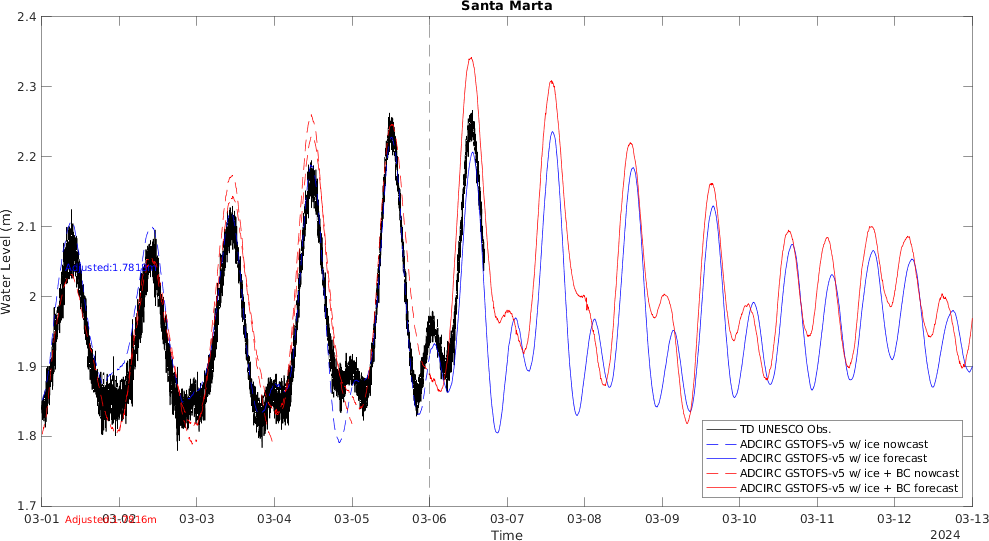 Santa Marta
2.4
2.3
2.2
2.1
2
1.9
1.8
1.7
Water Level (m)
TD UNESCO Obs.
ADCIRC GSTOFS-v5 w/ ice nowcast
ADCIRC GSTOFS-v5 w/ ice forecast
ADCIRC GSTOFS-v5 w/ ice + BC nowcast
ADCIRC GSTOFS-v5 w/ ice + BC forecast
03-01 03-02 03-03 03-04 03-05 03-06 03-07 03-08 03-09 03-10 03-11 03-12 03-13
Time
2024